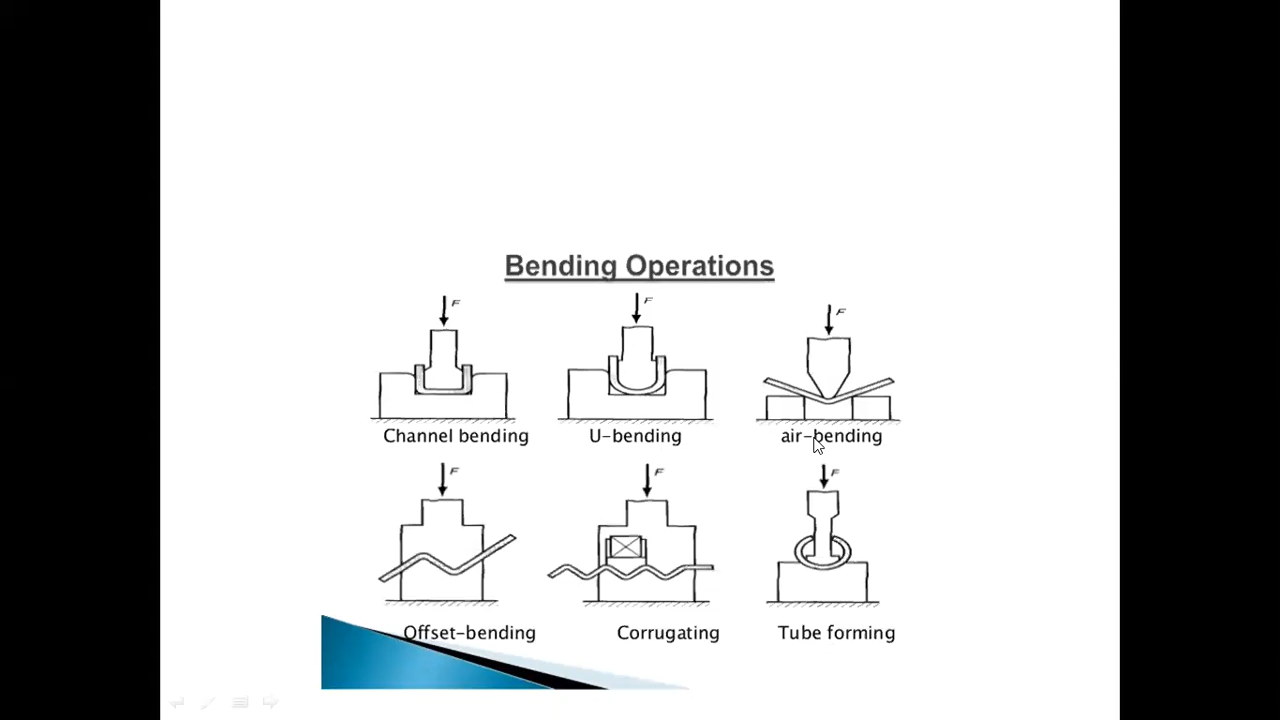 Bending Operations
F F F
Channel bending U-bending air-bending
F F F
Offset-bending Corrugating Tube forming